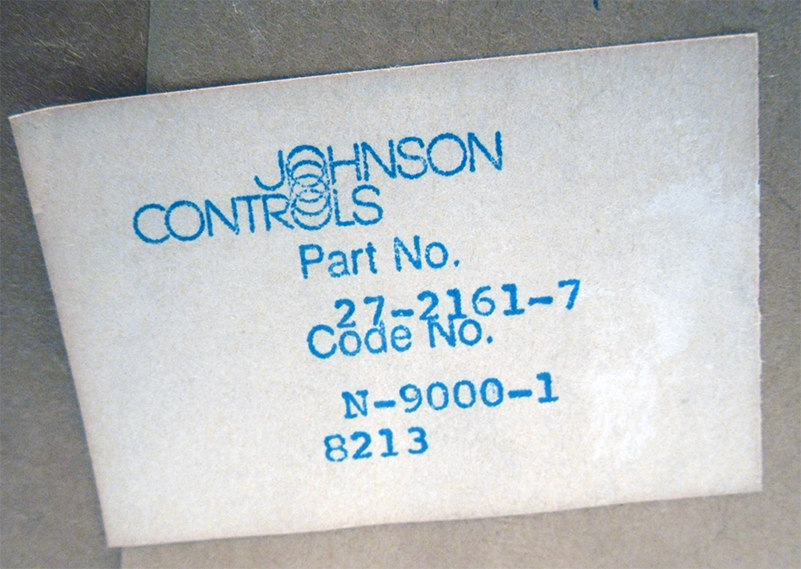 JOHNSON
CONTROLS
Part No.
27-2161-7
Code No.
N-9000-1
8213